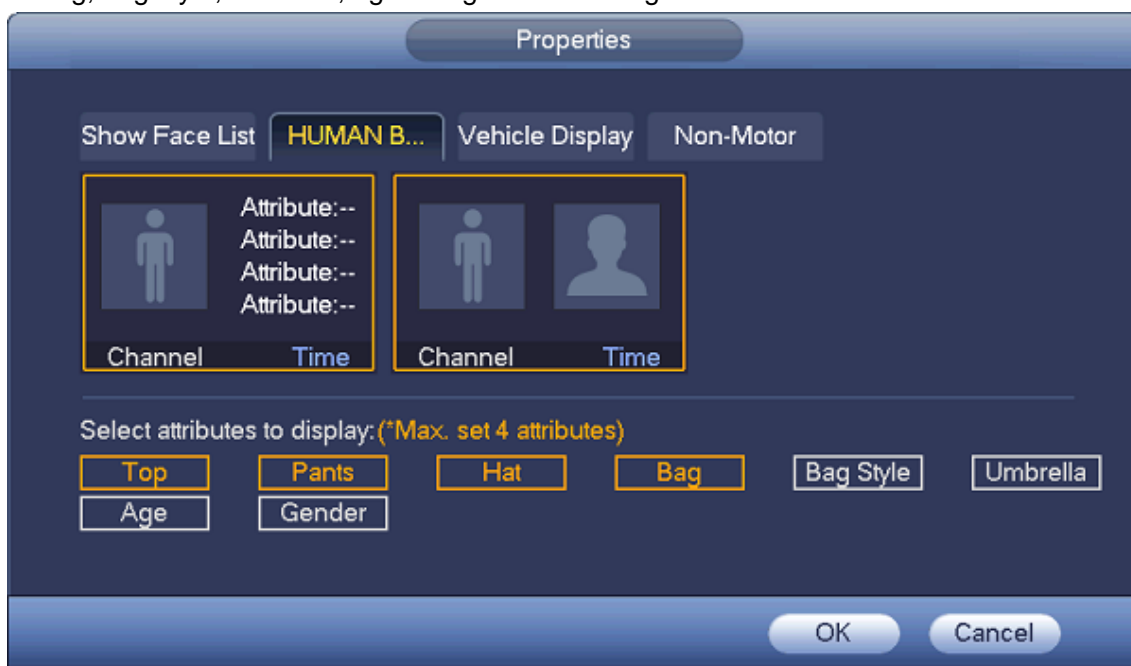 Properties
Show Face List HUMAN B... Vehicle Display Non-Motor
Attribute:--
Attribute:--
Attribute:--
Attribute:--
Channel Time Channel Time
Select attributes to display:(*Max. set 4 attributes)
Top Pants Hat Bag Bag Style Umbrella
Age Gender
OK Cancel